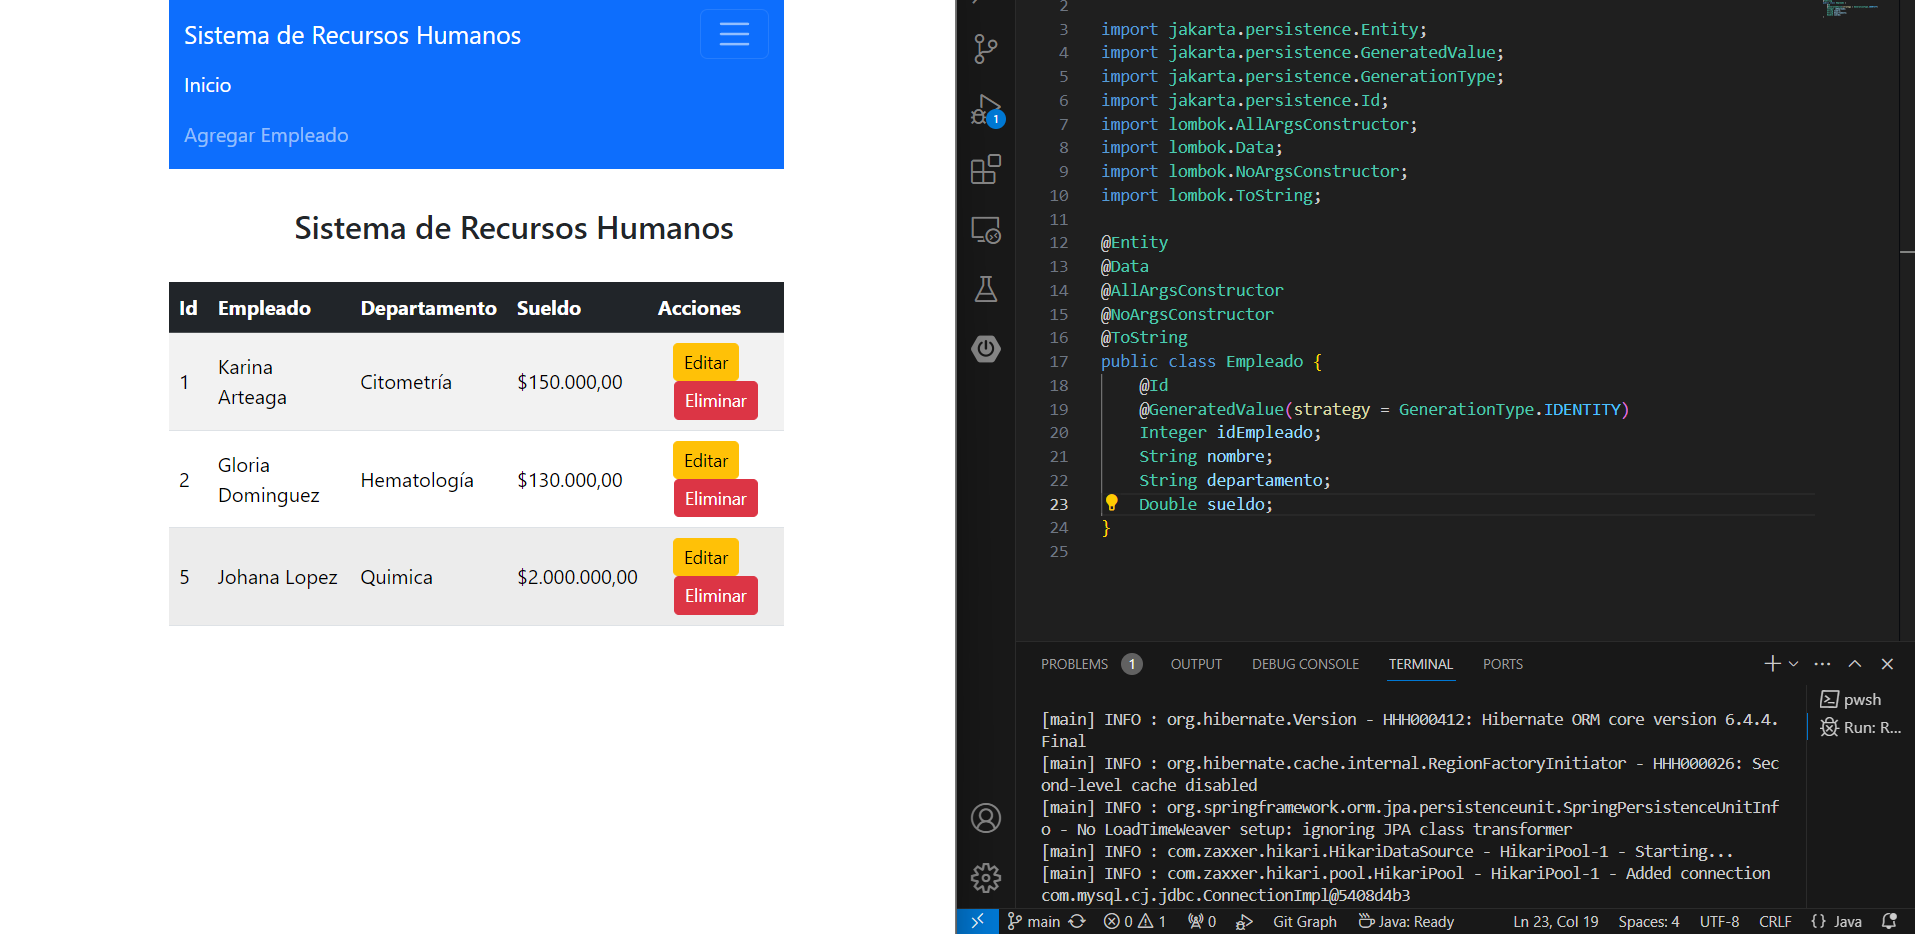 Sistema de Recursos Humanos
Inicio
Agregar Empleado
Sistema de Recursos Humanos
Id Empleado Departamento Sueldo Acciones
1 Karina Arteaga Citometría $150.000,00 Editar Eliminar
2 Gloria Dominguez Hematología $130.000,00 Editar Eliminar
5 Johana Lopez Quimica $2.000.000,00 Editar Eliminar
1
2
3 import jakarta.persistence.Entity;
4 import jakarta.persistence.GeneratedValue;
5 import jakarta.persistence.GenerationType;
6 import jakarta.persistence.Id;
7 import lombok.AllArgsConstructor;
8 import lombok.Data;
9 import lombok.NoArgsConstructor;
10 import lombok.ToString;
11
12 @Entity
13 @Data
14 @AllArgsConstructor
15 @NoArgsConstructor
16 @ToString
17 public class Empleado {
18 @Id
19 @GeneratedValue(strategy = GenerationType.IDENTITY)
20 Integer idEmpleado;
21 String nombre;
22 String departamento;
23 Double sueldo;
24 }
25
PROBLEMS 1 OUTPUT DEBUG CONSOLE TERMINAL PORTS
[main] INFO : org.hibernate.Version - HHH000412: Hibernate ORM core version 6.4.4.
Final
[main] INFO : org.hibernate.cache.internal.RegionFactoryInitiator - HHH000026: Sec
ond-level cache disabled
[main] INFO : org.springframework.orm.jpa.persistenceunit.SpringPersistenceUnitInf
o - No LoadTimeWeaver setup: ignoring JPA class transformer
[main] INFO : com.zaxxer.hikari.HikariDataSource - HikariPool-1 - Starting...
[main] INFO : com.zaxxer.hikari.pool.HikariPool - HikariPool-1 - Added connection
com.mysql.cj.jdbc.ConnectionImpl@5408d4b3
pwsh
Run: R...
main 0 1 0 Git Graph Java: Ready Ln 23, Col 19 Spaces: 4 UTF-8 CRLF {} Java